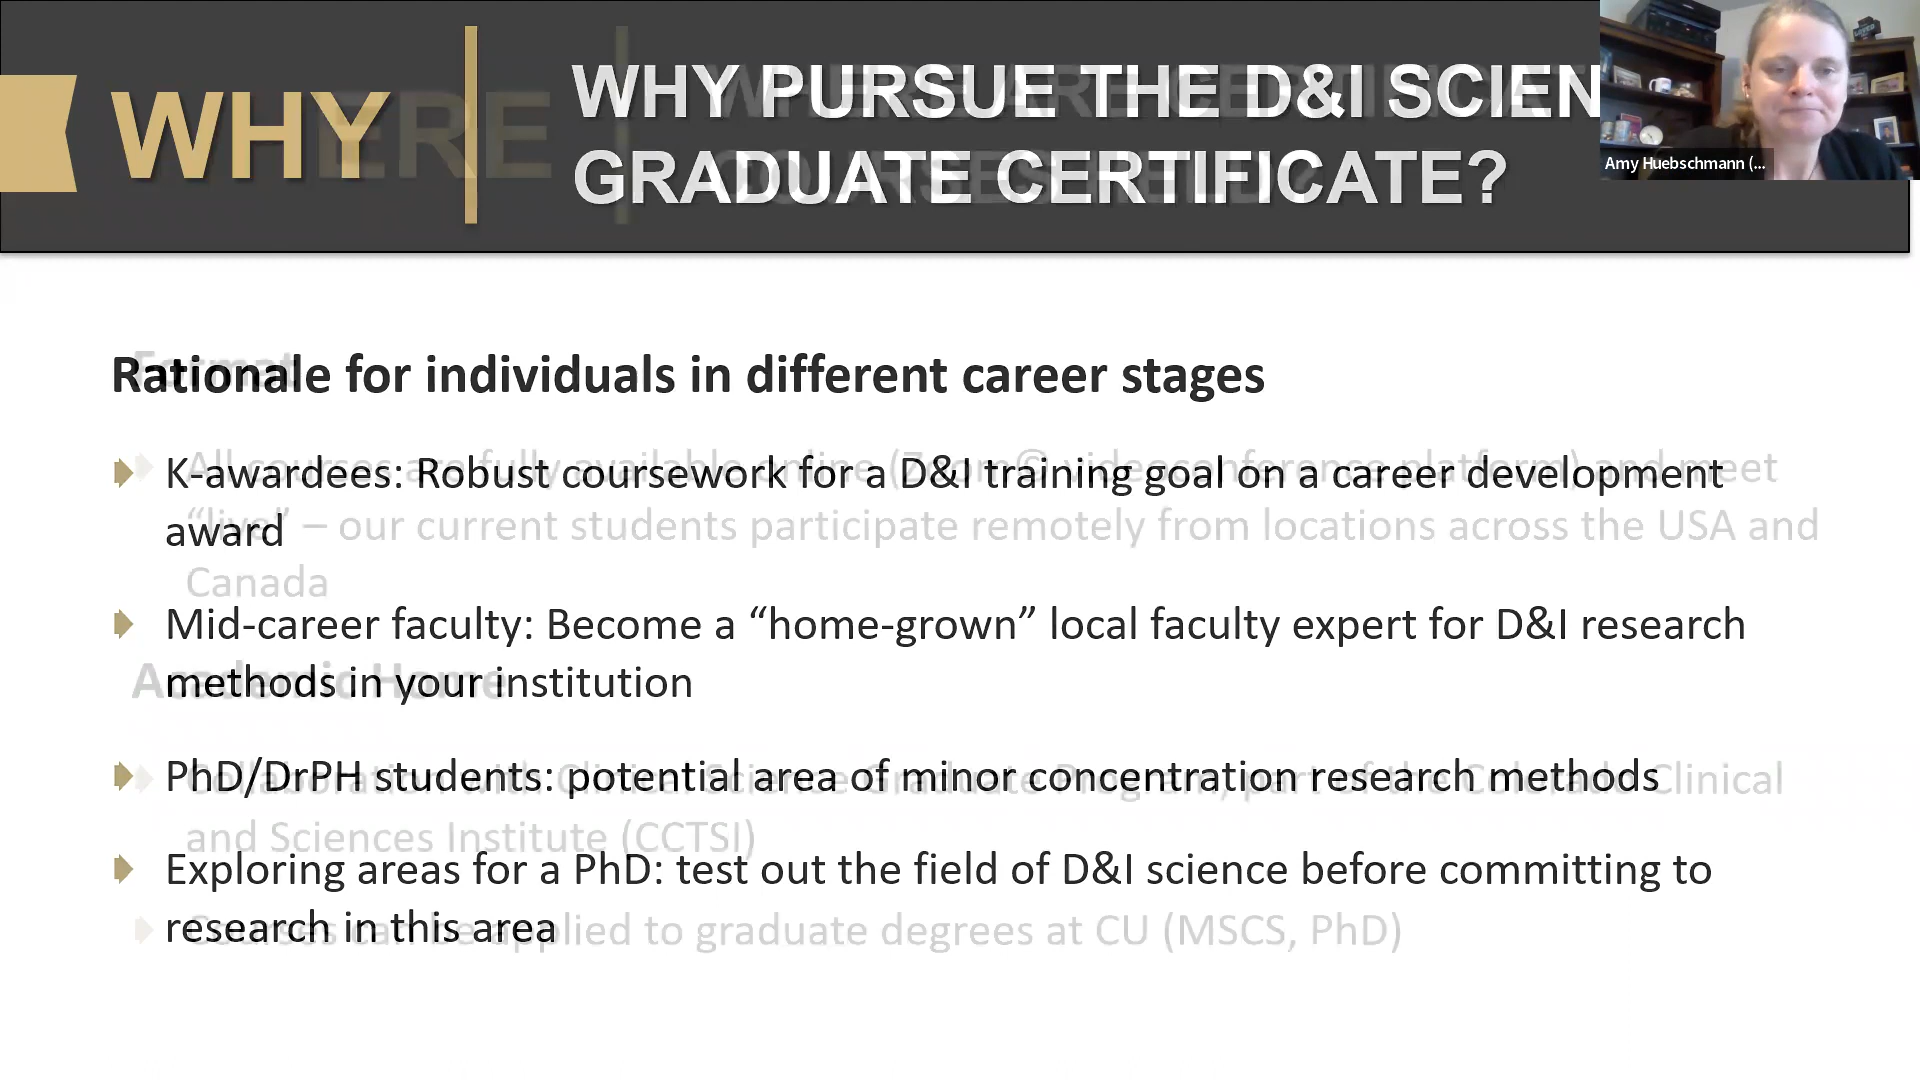 WHY
WHY PURSUE THE D&I SCIEN
GRADUATE CERTIFICATE?
Amy Huebschmann (...
Rationale for individuals in different career stages
K-awardees: Robust coursework for a D&I training goal on a career development
award
Mid-career faculty: Become a “home-grown” local faculty expert for D&I research
methods in your institution
PhD/DrPH students: potential area of minor concentration research methods
Exploring areas for a PhD: test out the field of D&I science before committing to
research in this area
Format
All courses are fully available online (Zoom© videoconference platform) and meet
“live” – our current students participate remotely from locations across the USA and
Canada
Academic Home
Collaboration with Clinical Science Graduate Program, part of the Colorado Clinical
and Sciences Institute (CCTSI)
Courses can be applied to graduate degrees at CU (MSCS, PhD)